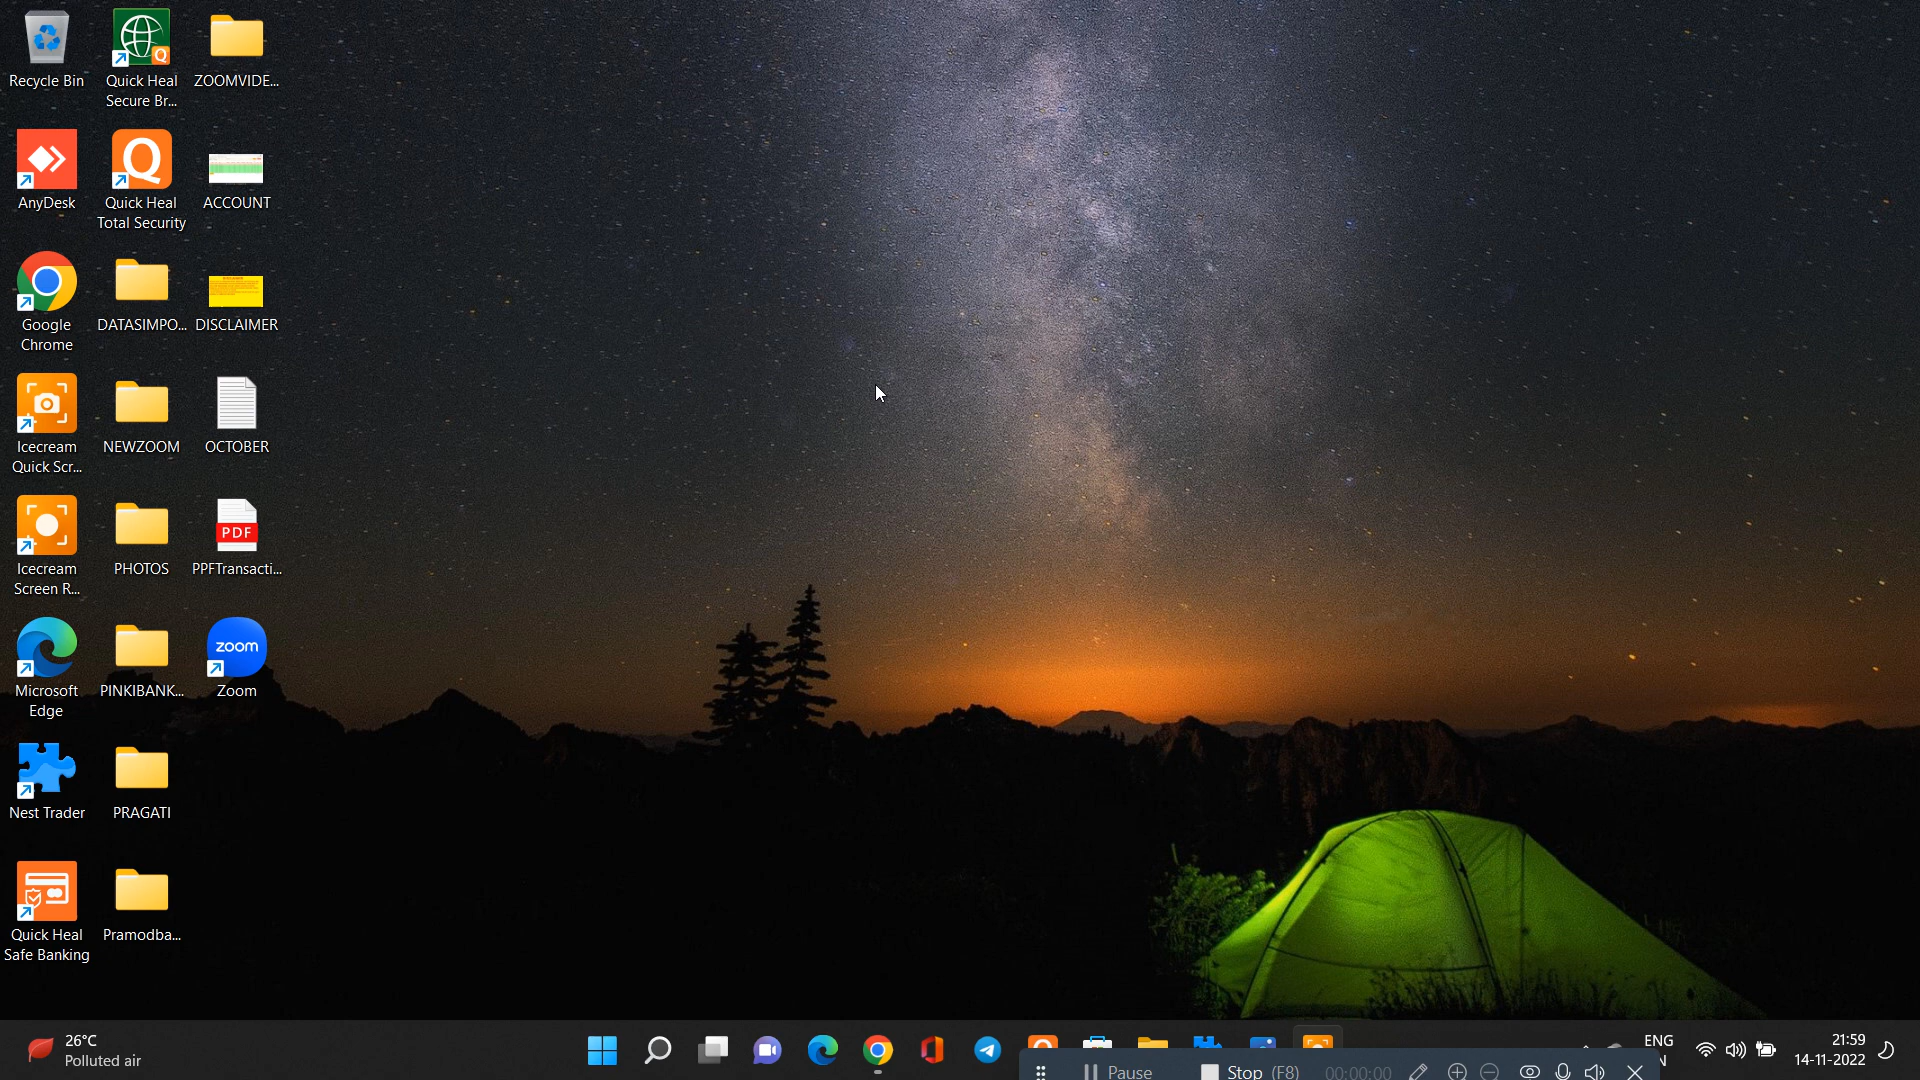 Recycle Bin
Quick Heal
Secure Br...
ZOOMVIDE...
AnyDesk
Quick Heal
Total Security
ACCOUNT
Google
Chrome
DATASIMPO...
DISCLAIMER
Icecream
Quick Scr...
NEWZOOM
OCTOBER
Icecream
Screen R...
PHOTOS
PDF
PPFTransacti...
Microsoft
Edge
PINKIBANK...
zoom
Zoom
Nest Trader
PRAGATI
Quick Heal
Safe Banking
Pramodba...
26°C
Polluted air
ENG
21:59
14-11-2022
Pause
Stop (F8)
00:00:00